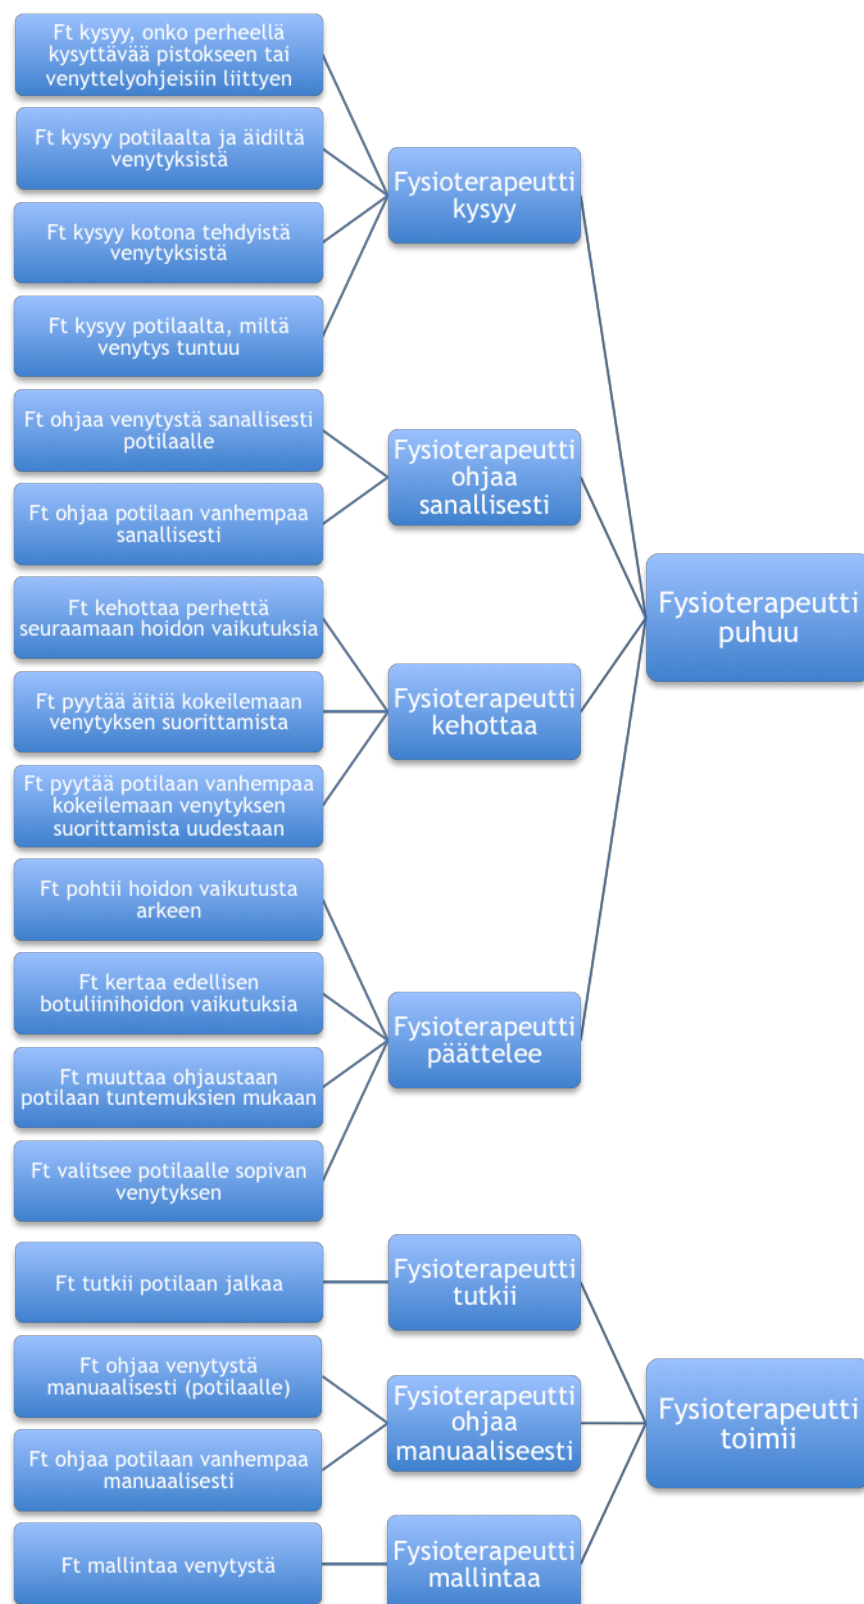 Ft kysyy, onko perheellä
kysyttävää pistokseen tai
venyttelyohjeisiin liittyen
Ft kysyy potilaalta ja äidiltä
venytyksistä
Ft kysyy kotona tehdyistä
venytyksistä
Ft kysyy potilaalta, miltä
venytys tuntuu
Fysioterapeutti
kysyy
Ft ohjaa venytystä sanallisesti
potilaalle
Ft ohjaa potilaan vanhempaa
sanallisesti
Fysioterapeutti
ohjaa
sanallisesti
Ft kehottaa perhettä
seuraamaan hoidon vaikutuksia
Ft pyytää äitiä kokeilemaan
venytyksen suorittamista
Ft pyytää potilaan vanhempaa
kokeilemaan venytyksen
suorittamista uudestaan
Fysioterapeutti
kehottaa
Ft pohtii hoidon vaikutusta
arkeen
Ft kertaa edellisen
botuliinihoidon vaikutuksia
Ft muuttaa ohjaustaan
potilaan tuntemuksien mukaan
Ft valitsee potilaalle sopivan
venytyksen
Fysioterapeutti
päättelee
Fysioterapeutti
puhuu
Ft tutkii potilaan jalkaa
Fysioterapeutti
tutkii
Ft ohjaa venytystä
manuaalisesti (potilaalle)
Ft ohjaa potilaan vanhempaa
manuaalisesti
Fysioterapeutti
ohjaa
manuaaliseesti
Ft mallintaa venytystä
Fysioterapeutti
mallintaa
Fysioterapeutti
toimii